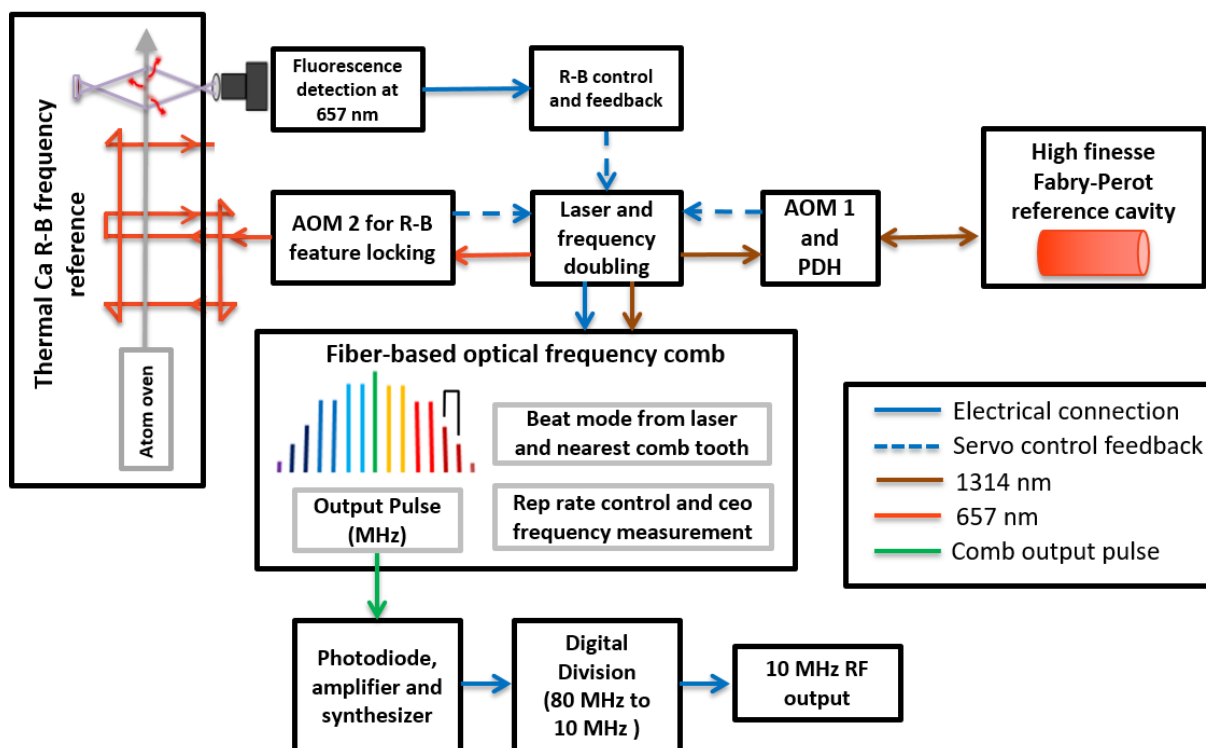 Thermal Ca R-B frequency
reference
Atom oven
Fluorescence
detection at
657 nm
R-B control
and feedback
AOM 2 for R-B
feature locking
Laser and
frequency
doubling
AOM 1
and
PDH
High finesse
Fabry-Perot
reference cavity
Fiber-based optical frequency comb
Beat mode from laser
and nearest comb tooth
Output Pulse
(MHz)
Rep rate control and ceo
frequency measurement
Electrical connection
Servo control feedback
1314 nm
657 nm
Comb output pulse
Photodiode,
amplifier and
synthesizer
Digital
Division
(80 MHz to
10 MHz )
10 MHz RF
output